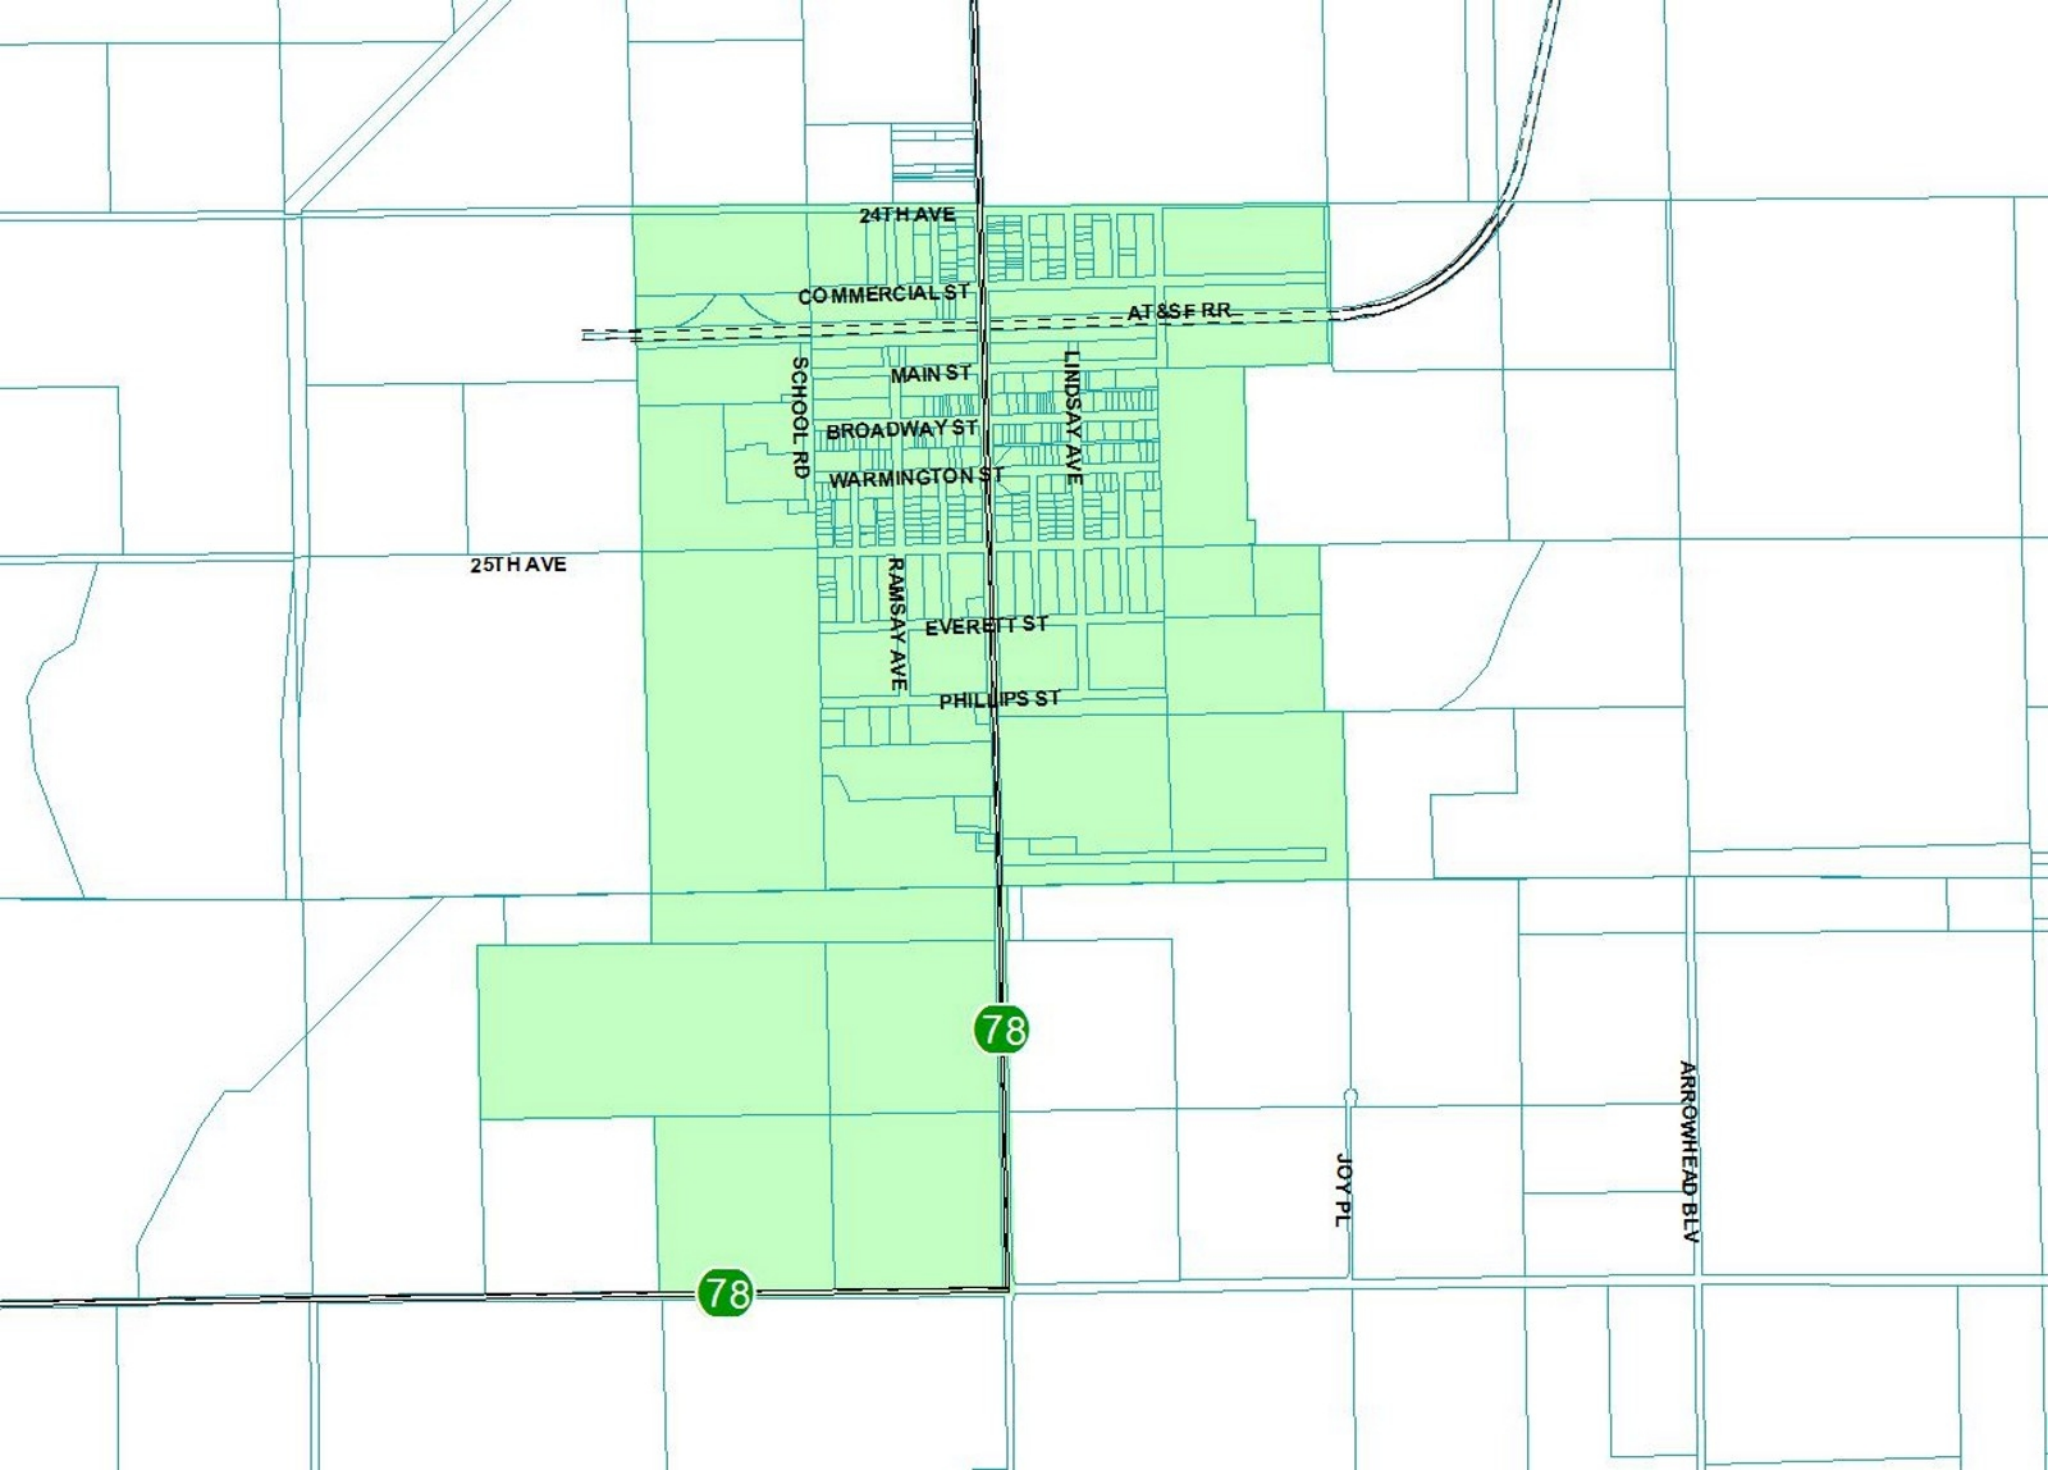 24TH AVE
COMMERCIAL ST
AT&SF RR
SCHOOL RD
MAIN ST
LINDSAY AVE
BROADWAY ST
WARMINGTON ST
25TH AVE
RAMSAY AVE
EVERETT ST
PHILLIPS ST
78
ARROWHEAD BLV
JOY PL
78